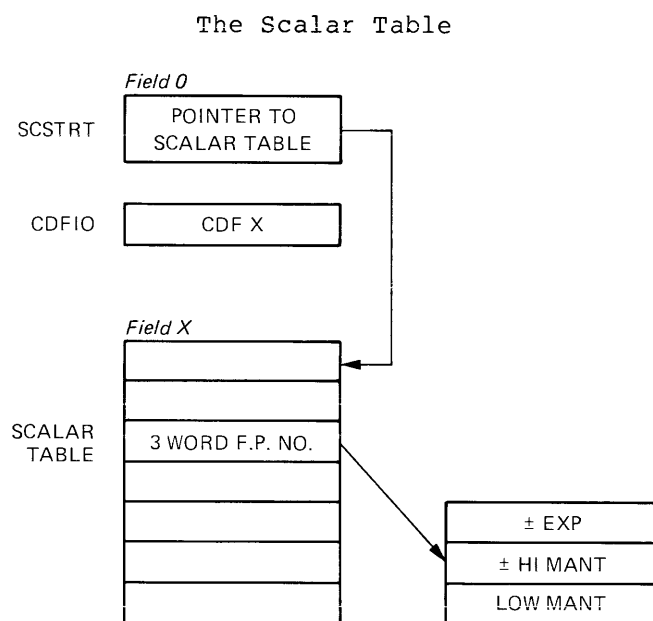 The Scalar Table
Field 0
SCSTRT
POINTER TO
SCALAR TABLE
CDFIO
CDF X
Field X
SCALAR
TABLE
3 WORD F.P. NO.
± EXP
± HI MANT
LOW MANT